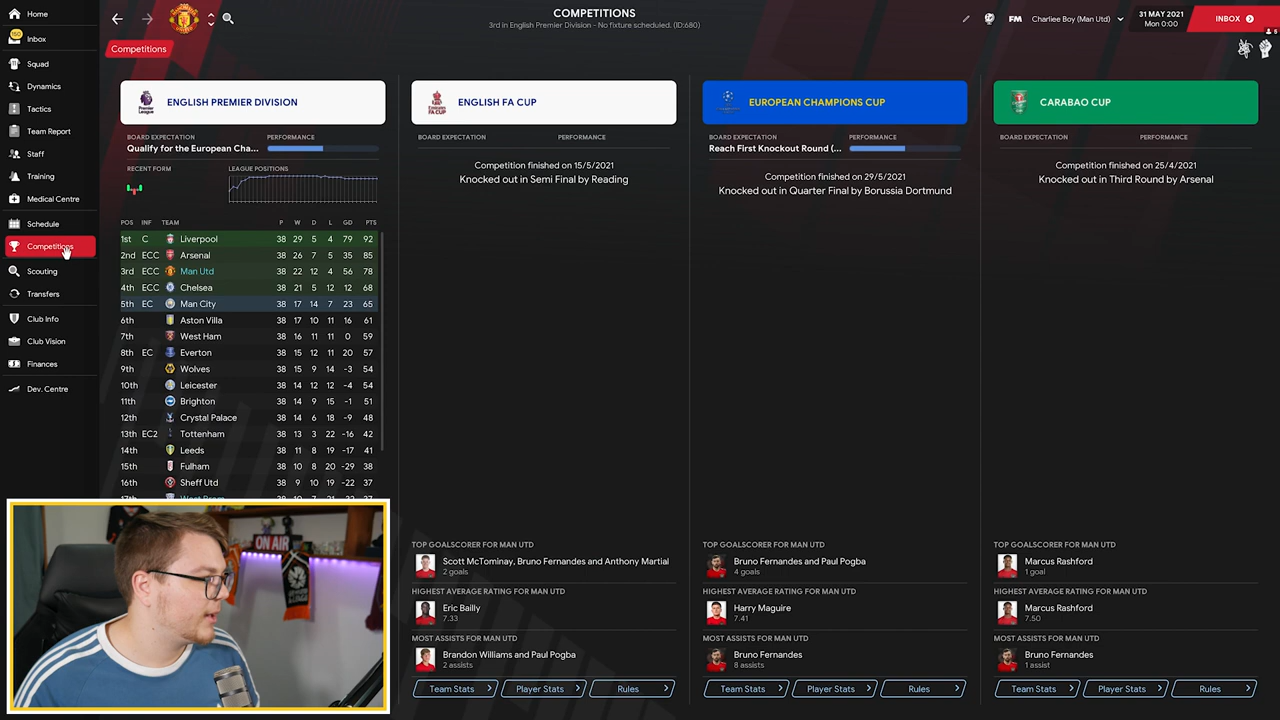 Home
150
Inbox
Squad
Dynamics
Tactics
Team Report
Staff
Training
Medical Centre
Schedule
Competitions
Scouting
Transfers
Club Info
Club Vision
Finances
Dev. Centre
COMPETITIONS
3rd in English Premier Division - No fixture scheduled. (ID:680)
FM Charliee Boy (Man Utd)
31 MAY 2021
Mon 0:00
INBOX
Competitions
Premier League
ENGLISH PREMIER DIVISION
BOARD EXPECTATION PERFORMANCE
Qualify for the European Cha...
RECENT FORM LEAGUE POSITIONS
POS INF TEAM P W D L GD PTS
1st C Liverpool 38 29 5 4 79 92
2nd ECC Arsenal 38 26 7 5 35 85
3rd ECC Man Utd 38 22 12 4 56 78
4th ECC Chelsea 38 21 5 12 12 68
5th EC Man City 38 17 14 7 23 65
6th Aston Villa 38 17 10 11 16 61
7th West Ham 38 16 11 11 0 59
8th EC Everton 38 15 12 11 20 57
9th Wolves 38 15 9 14 -3 54
10th Leicester 38 14 12 12 -4 54
11th Brighton 38 14 9 15 -1 51
12th Crystal Palace 38 14 6 18 -9 48
13th EC2 Tottenham 38 13 3 22 -16 42
14th Leeds 38 11 8 19 -17 41
15th Fulham 38 10 8 20 -29 38
16th Sheff Utd 38 9 10 19 -22 37
ON AIR
ENGLISH FA CUP
BOARD EXPECTATION PERFORMANCE
Competition finished on 15/5/2021
Knocked out in Semi Final by Reading
TOP GOALSCORER FOR MAN UTD
Scott McTominay, Bruno Fernandes and Anthony Martial
2 goals
HIGHEST AVERAGE RATING FOR MAN UTD
Eric Bailly
7.33
MOST ASSISTS FOR MAN UTD
Brandon Williams and Paul Pogba
2 assists
Team Stats Player Stats Rules
EUROPEAN CHAMPIONS CUP
BOARD EXPECTATION PERFORMANCE
Reach First Knockout Round (...
Competition finished on 29/5/2021
Knocked out in Quarter Final by Borussia Dortmund
TOP GOALSCORER FOR MAN UTD
Bruno Fernandes and Paul Pogba
4 goals
HIGHEST AVERAGE RATING FOR MAN UTD
Harry Maguire
7.41
MOST ASSISTS FOR MAN UTD
Bruno Fernandes
8 assists
Team Stats Player Stats Rules
CARABAO CUP
BOARD EXPECTATION PERFORMANCE
Competition finished on 25/4/2021
Knocked out in Third Round by Arsenal
TOP GOALSCORER FOR MAN UTD
Marcus Rashford
1 goal
HIGHEST AVERAGE RATING FOR MAN UTD
Marcus Rashford
7.50
MOST ASSISTS FOR MAN UTD
Bruno Fernandes
1 assist
Team Stats Player Stats Rules